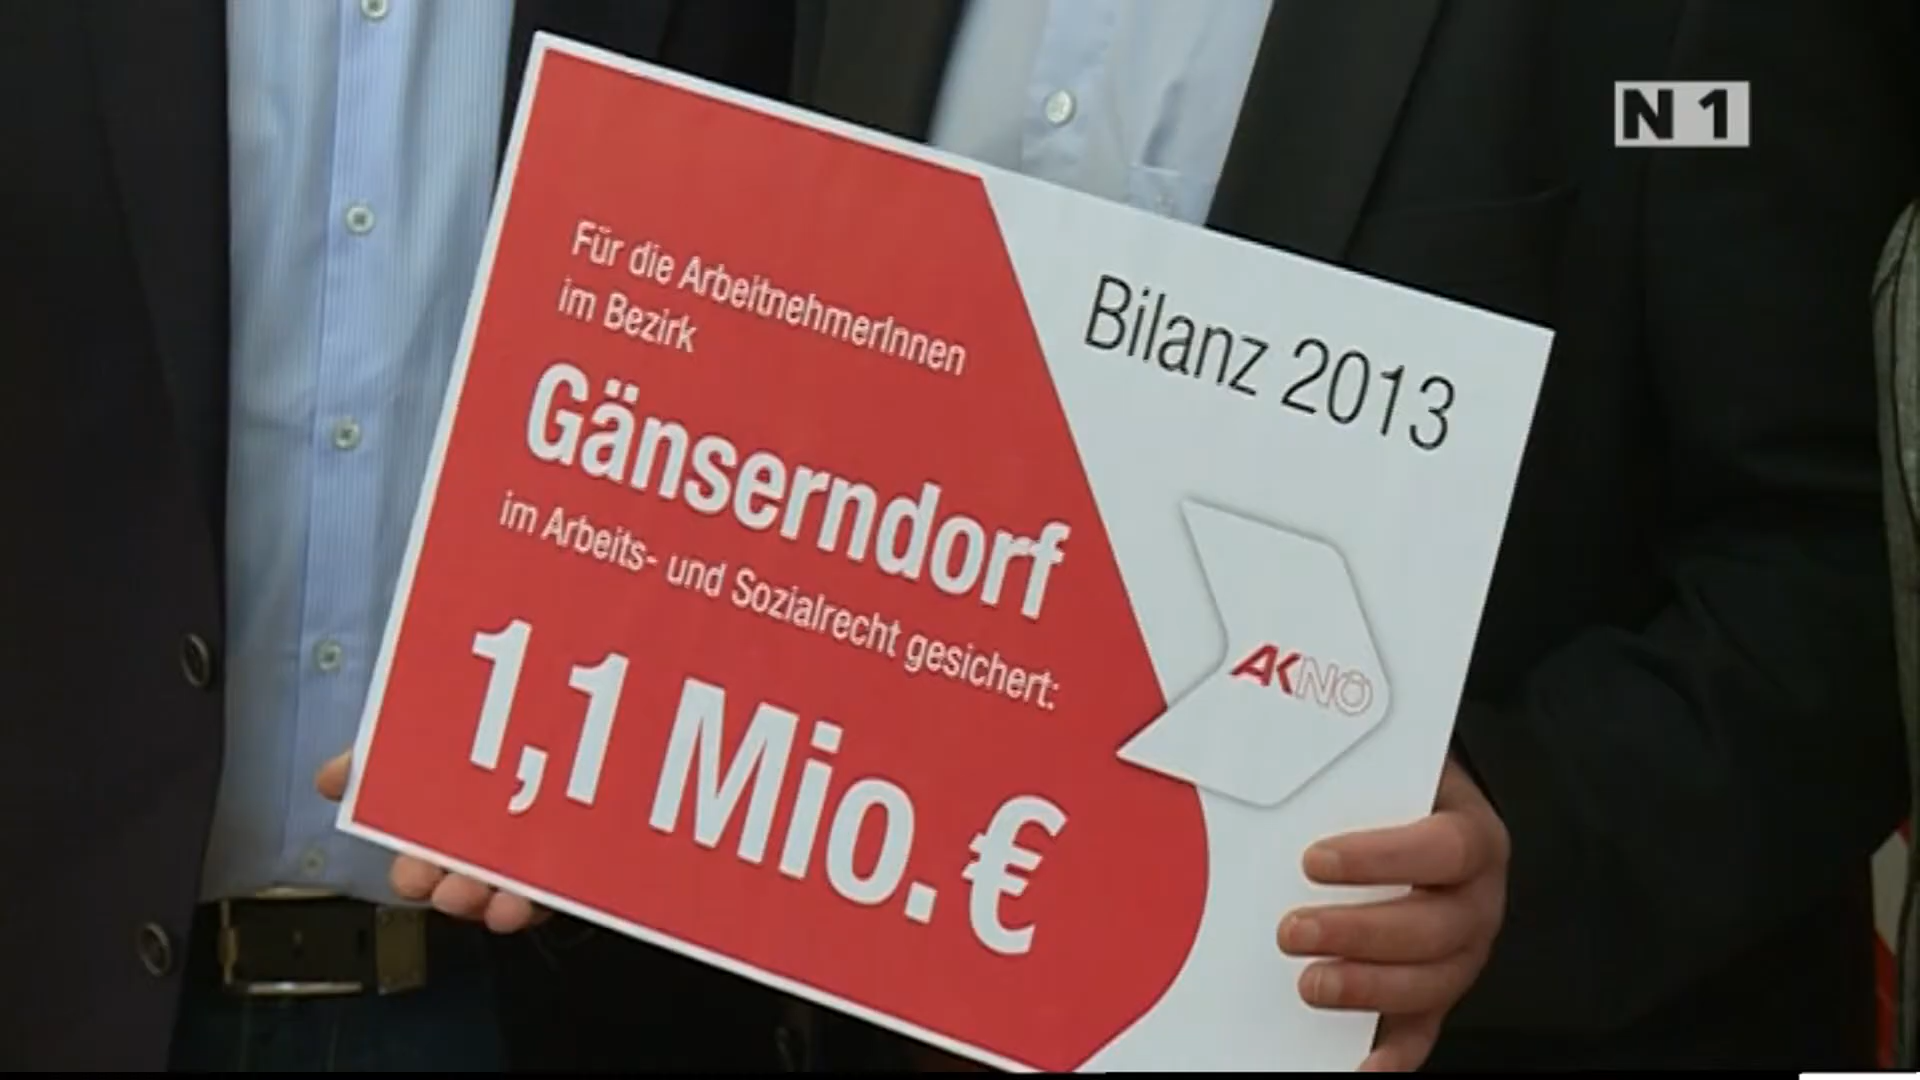 N 1
Bilanz 2013
Für die ArbeitnehmerInnen
im Bezirk
Gänserndorf
im Arbeits- und Sozialrecht gesichert:
1,1 Mio. €
AKNÖ